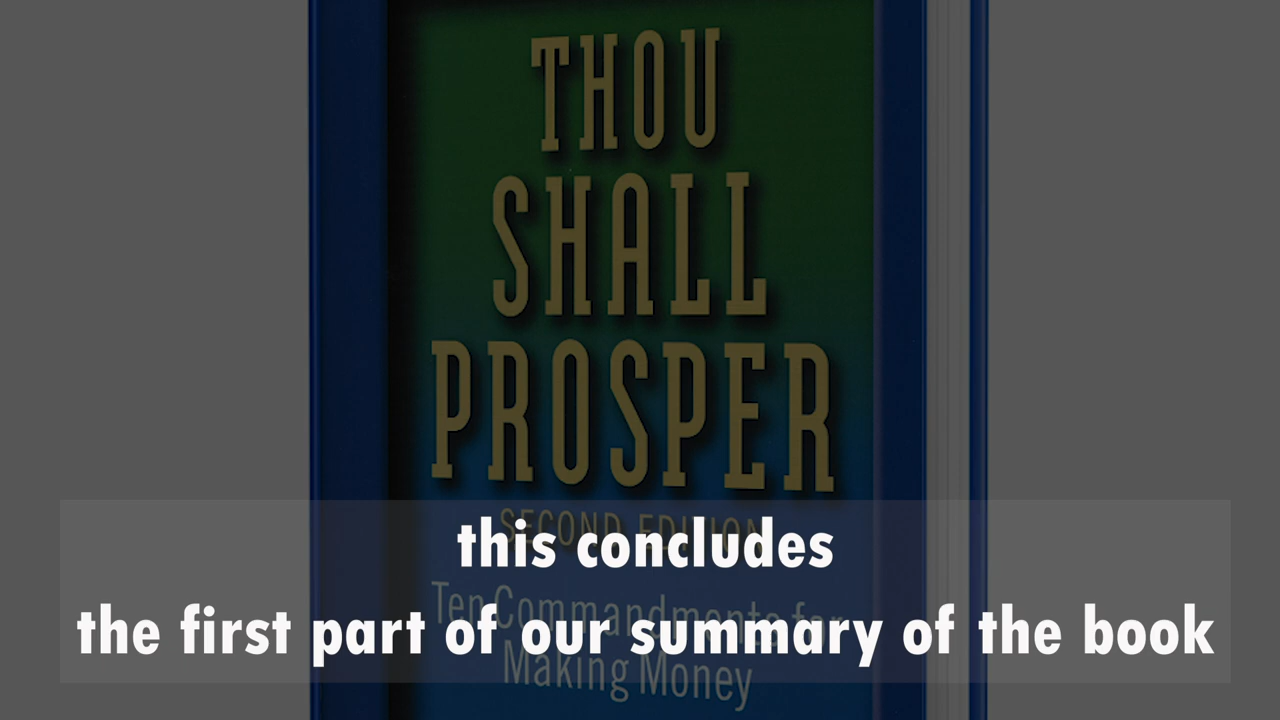 THOU
SHALL
PROSPER
SECOND EDITION
this concludes
Ten Commandments for
the first part of our summary of the book
Making Money